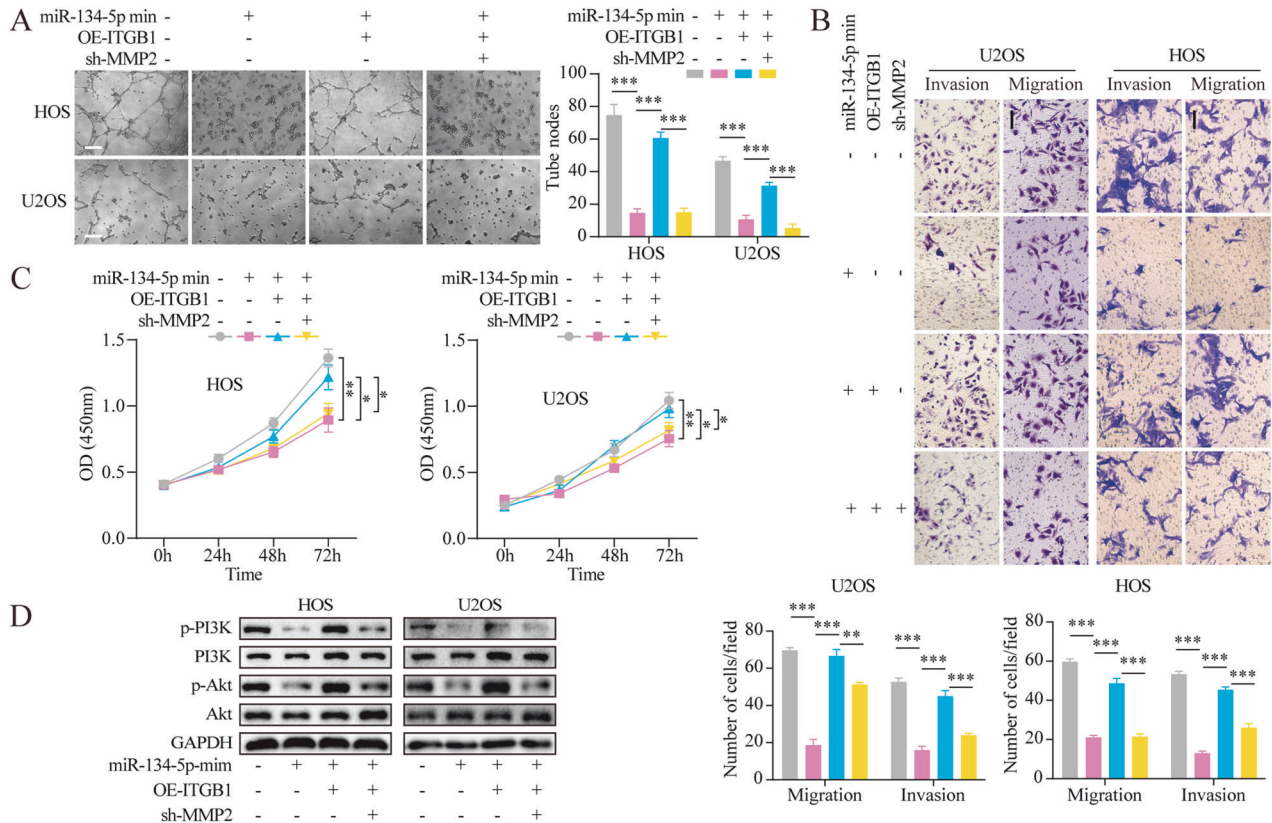 A
miR-134-5p min - + + +
OE-ITGB1 - - + +
sh-MMP2 - - - +
HOS
U2OS
miR-134-5p min - + + + - + + +
OE-ITGB1 - - + + - - + +
sh-MMP2 - - - + - - - +
Tube nodes
100
80
60
40
20
0
*** *** *** *** *** ***
HOS U2OS
B
miR-134-5p min
OE-ITGB1
sh-MMP2
U2OS HOS
Invasion Migration Invasion Migration
- - -
+ - -
+ + -
+ + +
U2OS
Number of cells/field
80
60
40
20
0
*** *** ** *** *** ***
Migration Invasion
HOS
Number of cells/field
80
60
40
20
0
*** *** *** *** *** ***
Migration Invasion
C
miR-134-5p min - + + +
OE-ITGB1 - - + +
sh-MMP2 - - - +
HOS
OD (450nm)
1.5
1.0
0.5
0.0
** * *
0h 24h 48h 72h
Time
miR-134-5p min - + + +
OE-ITGB1 - - + +
sh-MMP2 - - - +
U2OS
OD (450nm)
1.5
1.0
0.5
0.0
** * *
0h 24h 48h 72h
Time
D
HOS U2OS
p-PI3K
PI3K
p-Akt
Akt
GAPDH
miR-134-5p-mim - + + + - + + +
OE-ITGB1 - - + + - - + +
sh-MMP2 - - - + - - - +